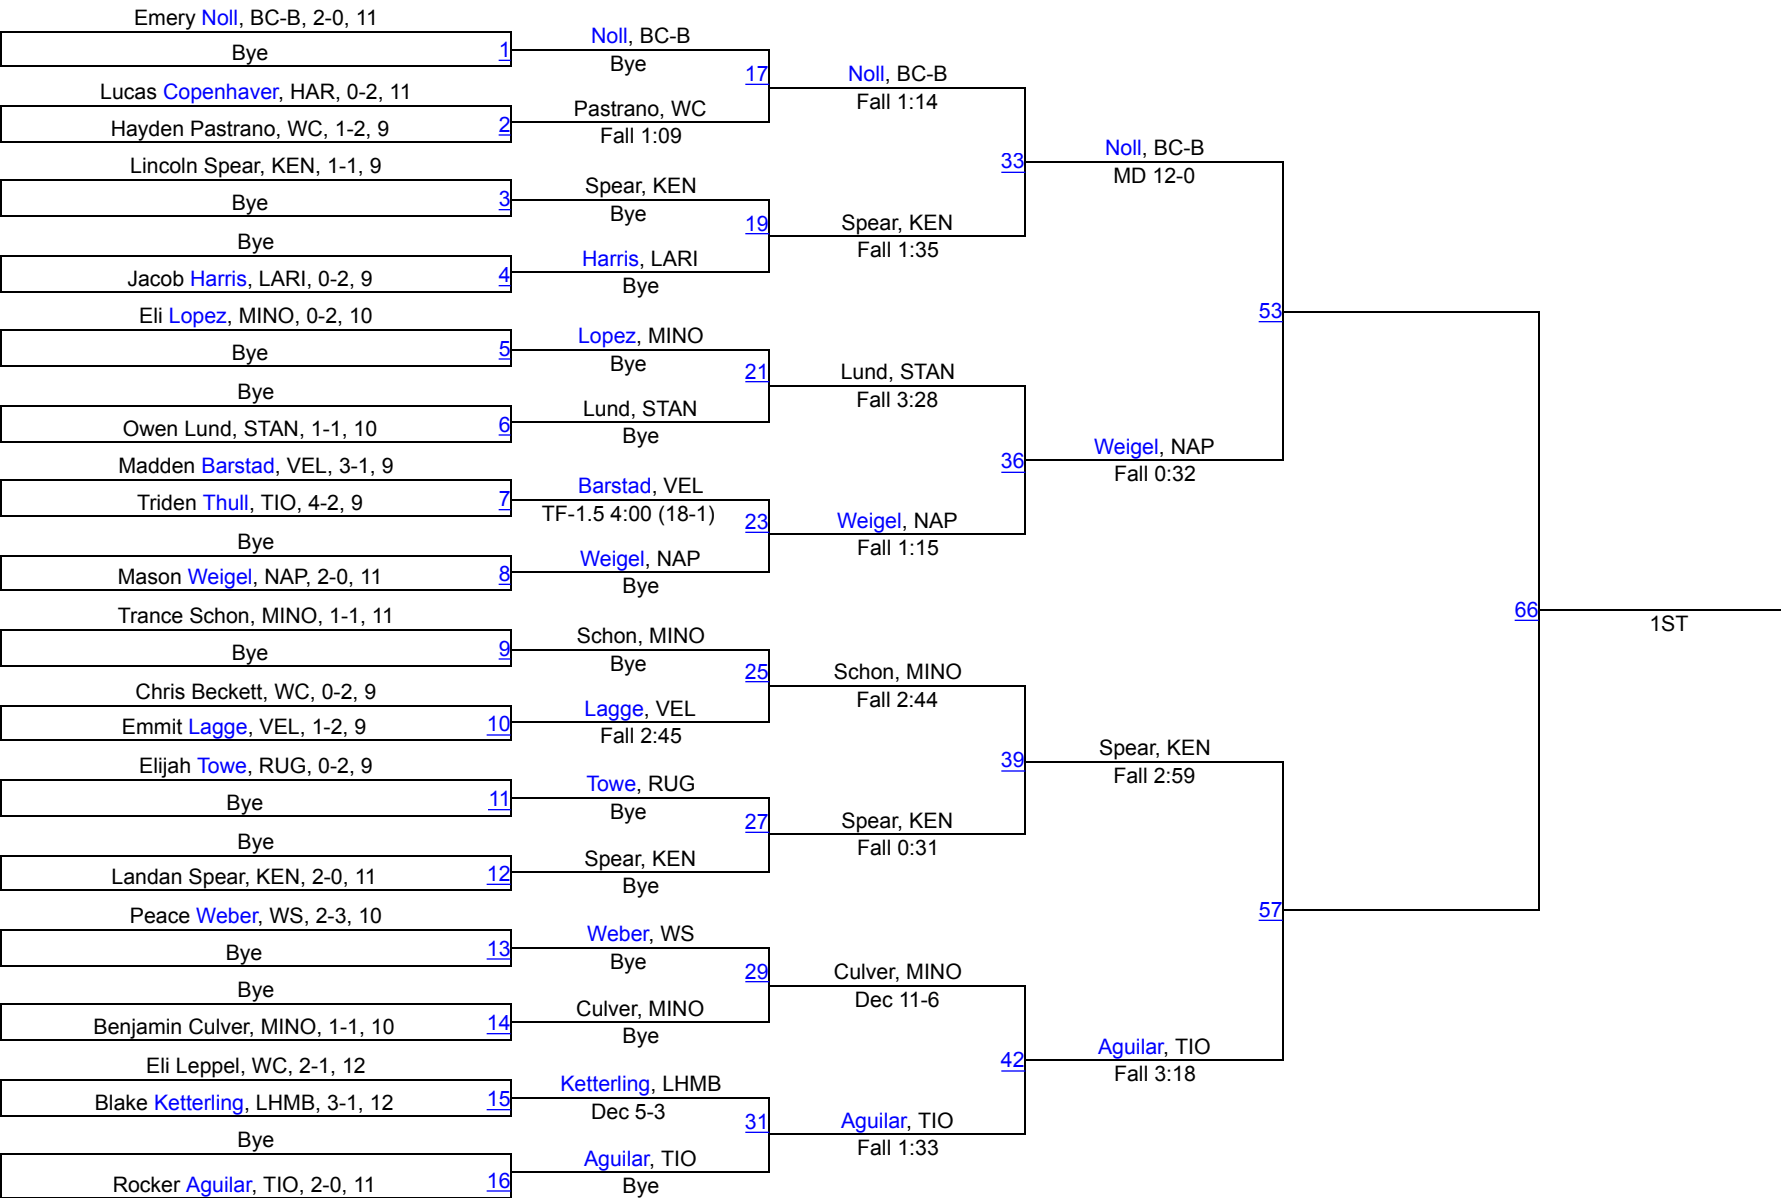 Emery Noll, BC-B, 2-0, 11
Bye
1
Lucas Copenhaver, HAR, 0-2, 11
Hayden Pastrano, WC, 1-2, 9
2
Lincoln Spear, KEN, 1-1, 9
Bye
3
Bye
Jacob Harris, LARI, 0-2, 9
4
Eli Lopez, MINO, 0-2, 10
Bye
5
Bye
Owen Lund, STAN, 1-1, 10
6
Madden Barstad, VEL, 3-1, 9
Triden Thull, TIO, 4-2, 9
7
Bye
Mason Weigel, NAP, 2-0, 11
8
Trance Schon, MINO, 1-1, 11
Bye
9
Chris Beckett, WC, 0-2, 9
Emmit Lagge, VEL, 1-2, 9
10
Elijah Towe, RUG, 0-2, 9
Bye
11
Bye
Landan Spear, KEN, 2-0, 11
12
Peace Weber, WS, 2-3, 10
Bye
13
Bye
Benjamin Culver, MINO, 1-1, 10
14
Eli Leppel, WC, 2-1, 12
Blake Ketterling, LHMB, 3-1, 12
15
Bye
Rocker Aguilar, TIO, 2-0, 11
16
Noll, BC-B
Bye
17
Pastrano, WC
Fall 1:09
Spear, KEN
Bye
19
Harris, LARI
Bye
Lopez, MINO
Bye
21
Lund, STAN
Bye
Barstad, VEL
TF-1.5 4:00 (18-1)
23
Weigel, NAP
Bye
Schon, MINO
Bye
25
Lagge, VEL
Fall 2:45
Towe, RUG
Bye
27
Spear, KEN
Bye
Weber, WS
Bye
29
Culver, MINO
Bye
Ketterling, LHMB
Dec 5-3
31
Aguilar, TIO
Bye
Noll, BC-B
Fall 1:14
33
Spear, KEN
Fall 1:35
Lund, STAN
Fall 3:28
36
Weigel, NAP
Fall 1:15
Schon, MINO
Fall 2:44
39
Spear, KEN
Fall 0:31
Culver, MINO
Dec 11-6
42
Aguilar, TIO
Fall 1:33
Noll, BC-B
MD 12-0
53
Weigel, NAP
Fall 0:32
Spear, KEN
Fall 2:59
57
Aguilar, TIO
Fall 3:18
66
1ST